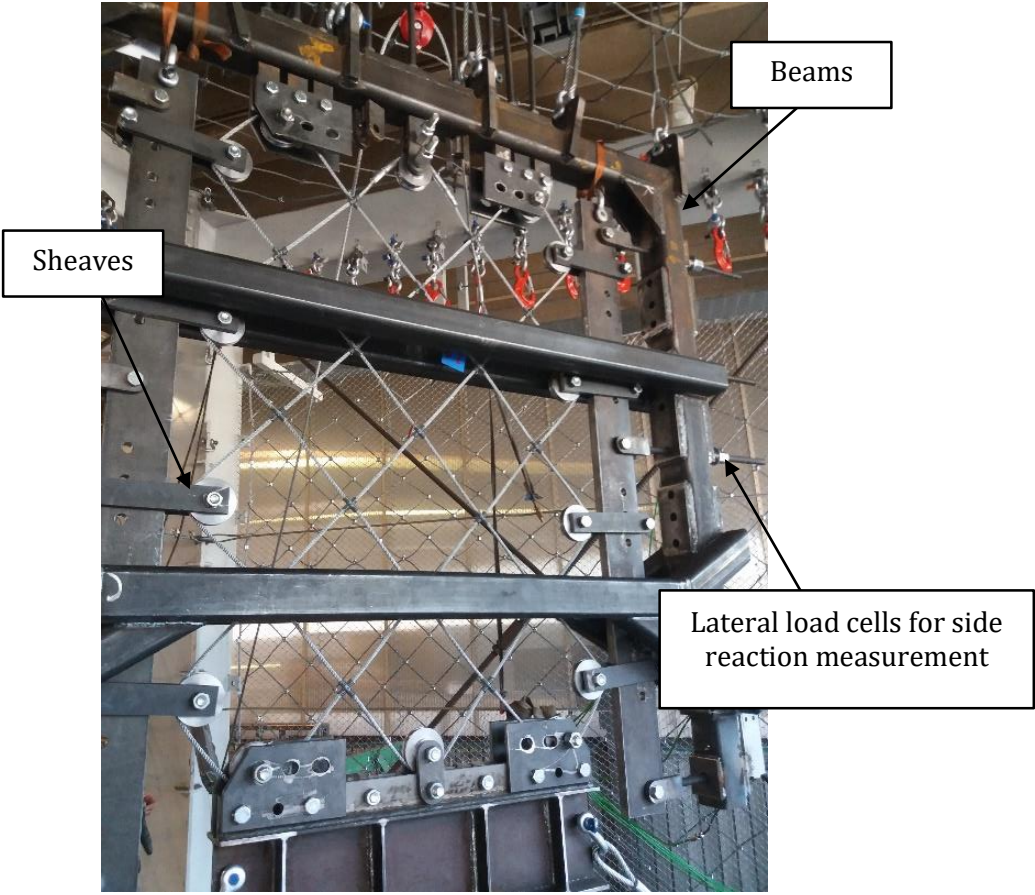 Beams
Sheaves
Lateral load cells for side
reaction measurement